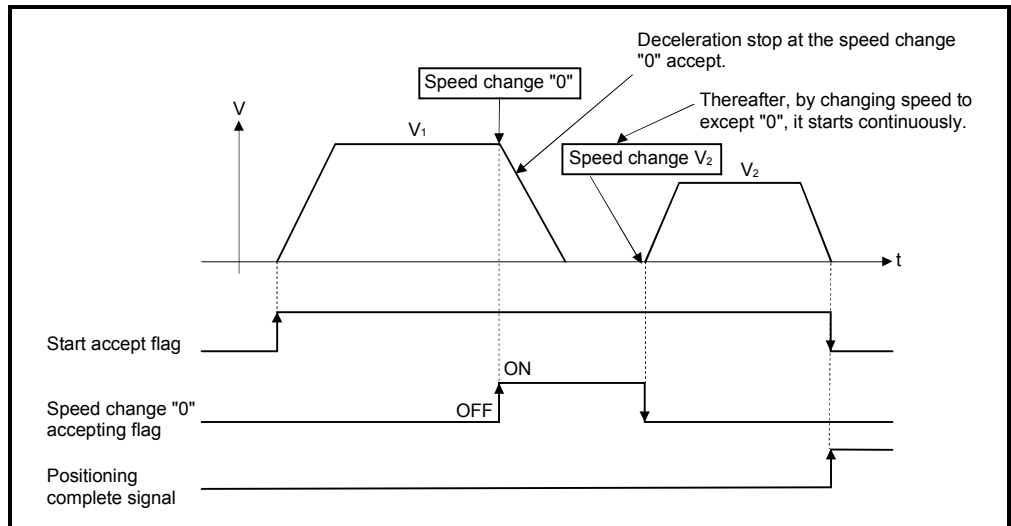 Deceleration stop at the speed change
"0" accept.
Speed change "0"
Thereafter, by changing speed to
except "0", it starts continuously.
V
V1
Speed change V2
V2
t
Start accept flag
ON
OFF
Speed change "0"
accepting flag
Positioning
complete signal